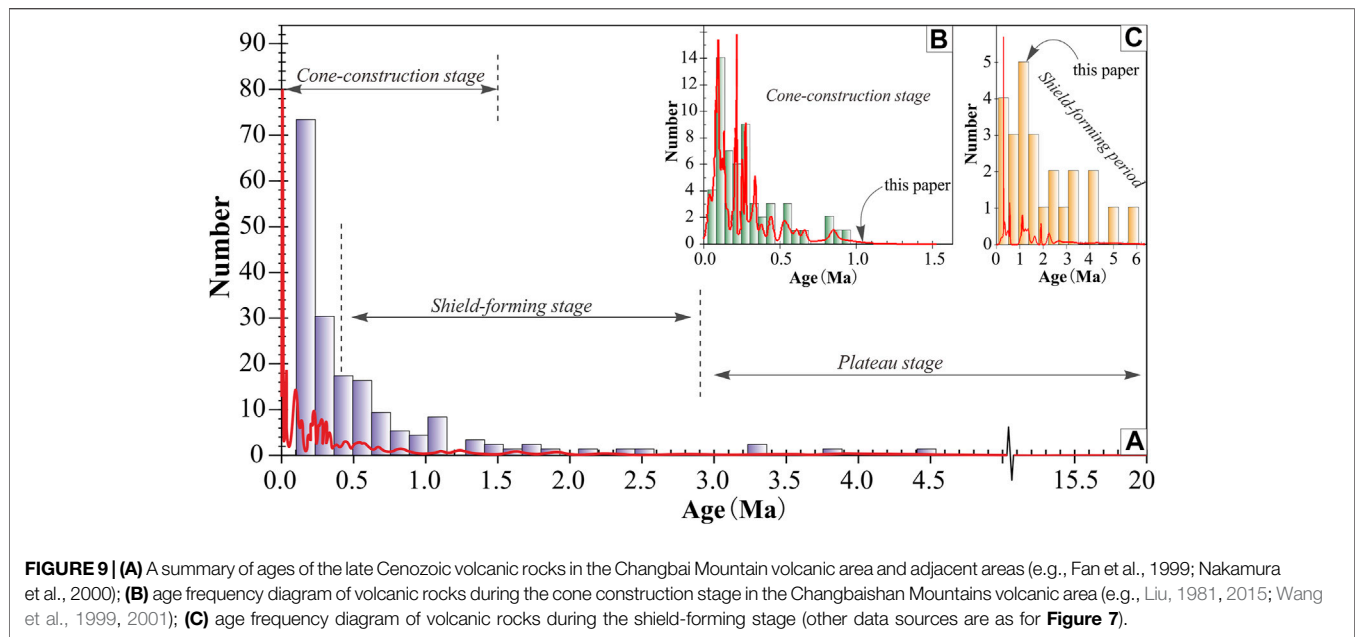 90
80
70
60
50
40
30
20
10
0
Number
Cone-construction stage
Shield-forming stage
Plateau stage
A
0.0 0.5 1.0 1.5 2.0 2.5 3.0 3.5 4.0 4.5 15.5 20
Age (Ma)
B
14
12
10
8
6
4
2
0
Number
Cone-construction stage
this paper
0.0 0.5 1.0 1.5
Age (Ma)
C
5
4
3
2
1
0
Number
this paper
Shield-forming period
0 1 2 3 4 5 6
Age (Ma)
FIGURE 9 | (A) A summary of ages of the late Cenozoic volcanic rocks in the Changbai Mountain volcanic area and adjacent areas (e.g., Fan et al., 1999; Nakamura
et al., 2000); (B) age frequency diagram of volcanic rocks during the cone construction stage in the Changbaishan Mountains volcanic area (e.g., Liu, 1981, 2015; Wang
et al., 1999, 2001); (C) age frequency diagram of volcanic rocks during the shield-forming stage (other data sources are as for Figure 7).